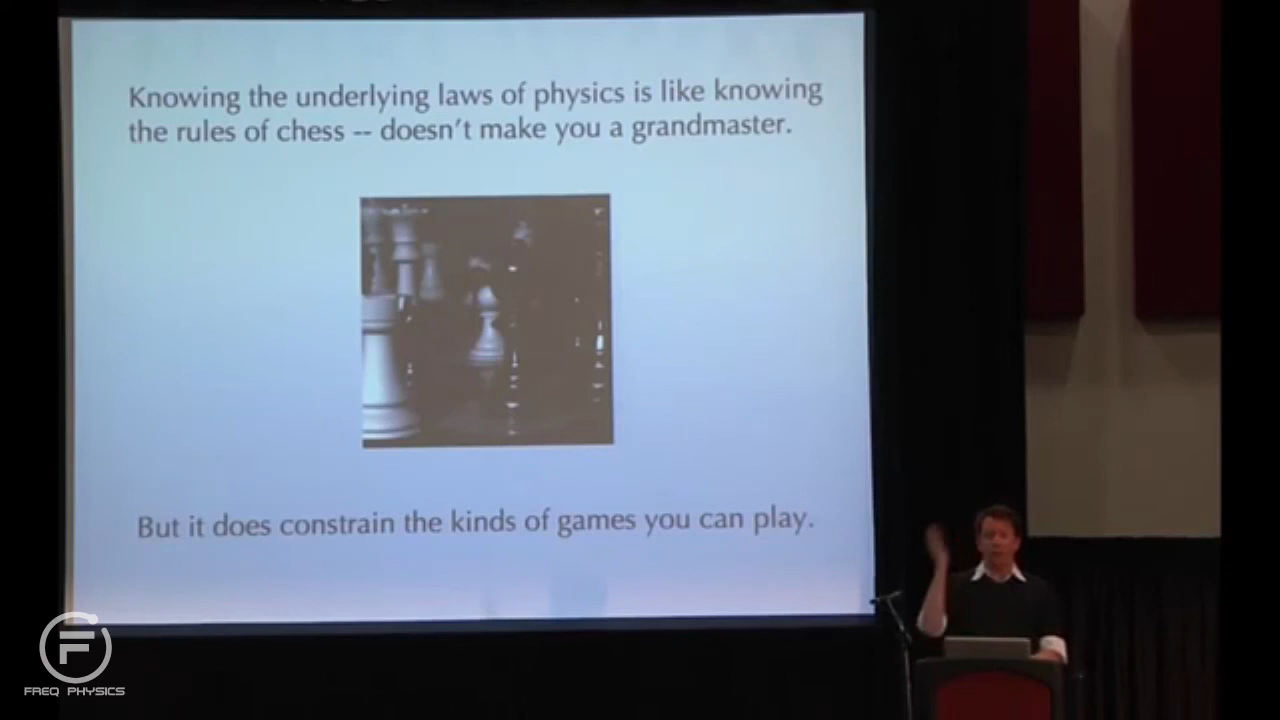 Knowing the underlying laws of physics is like knowing
the rules of chess -- doesn't make you a grandmaster.
But it does constrain the kinds of games you can play.
F
FREQ PHYSICS